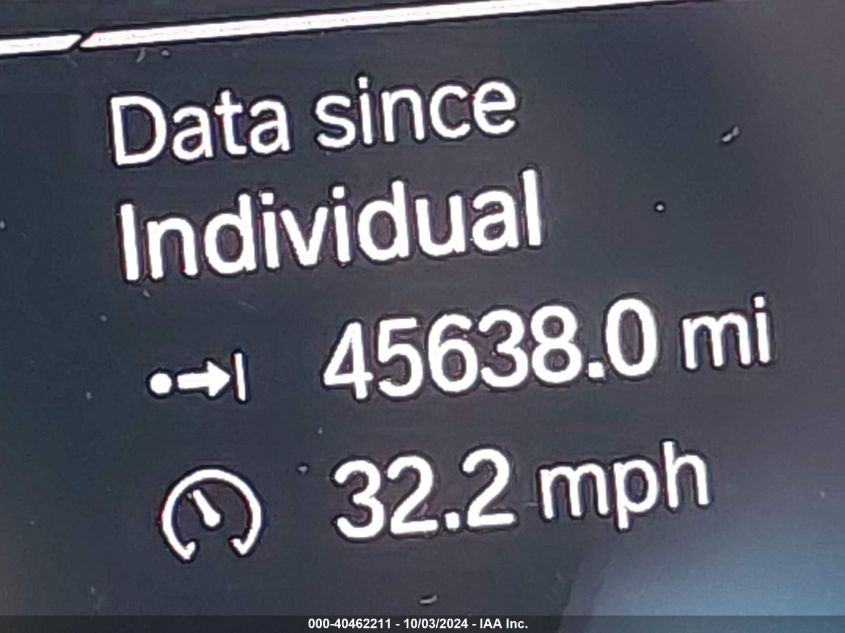 Data since
Individual
45638.0 mi
32.2 mph
000-40462211 - 10/03/2024 - IAA Inc.